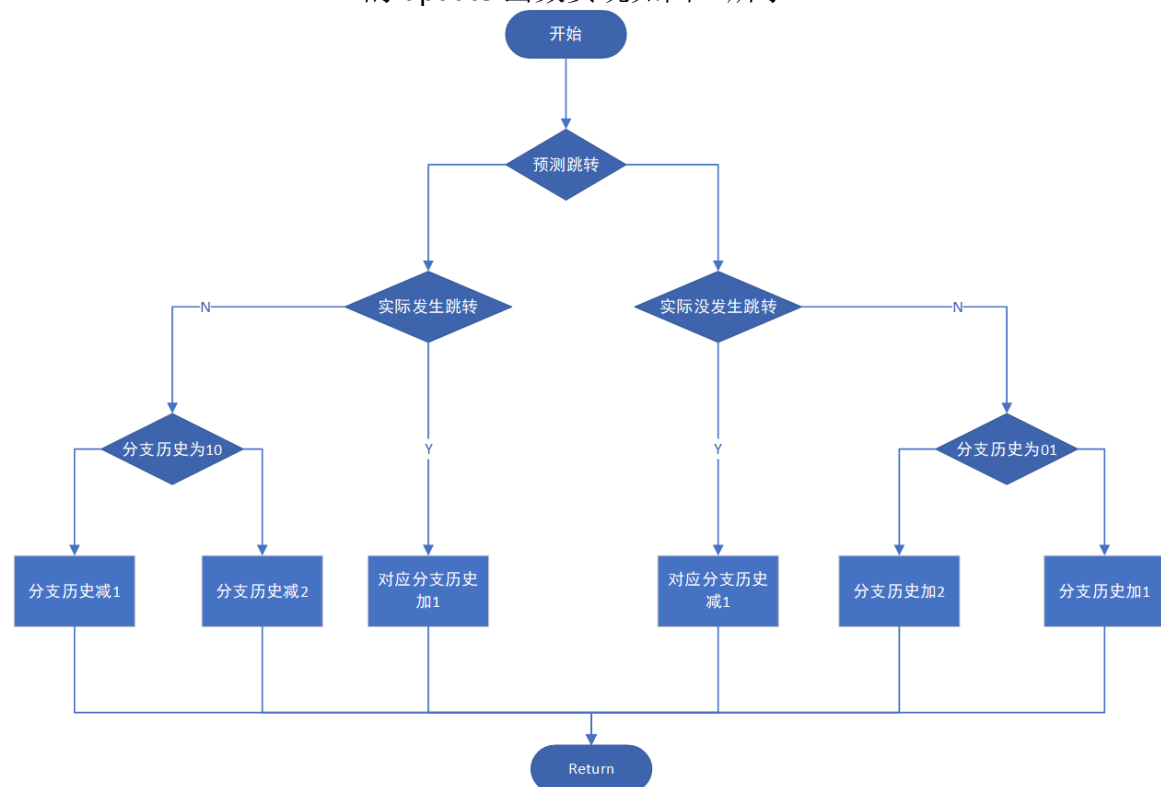 开始
预测跳转
实际发生跳转
实际没发生跳转
N
N
分支历史为10
Y
Y
分支历史为01
分支历史减1
分支历史减2
对应分支历史
加1
对应分支历史
减1
分支历史加2
分支历史加1
Return